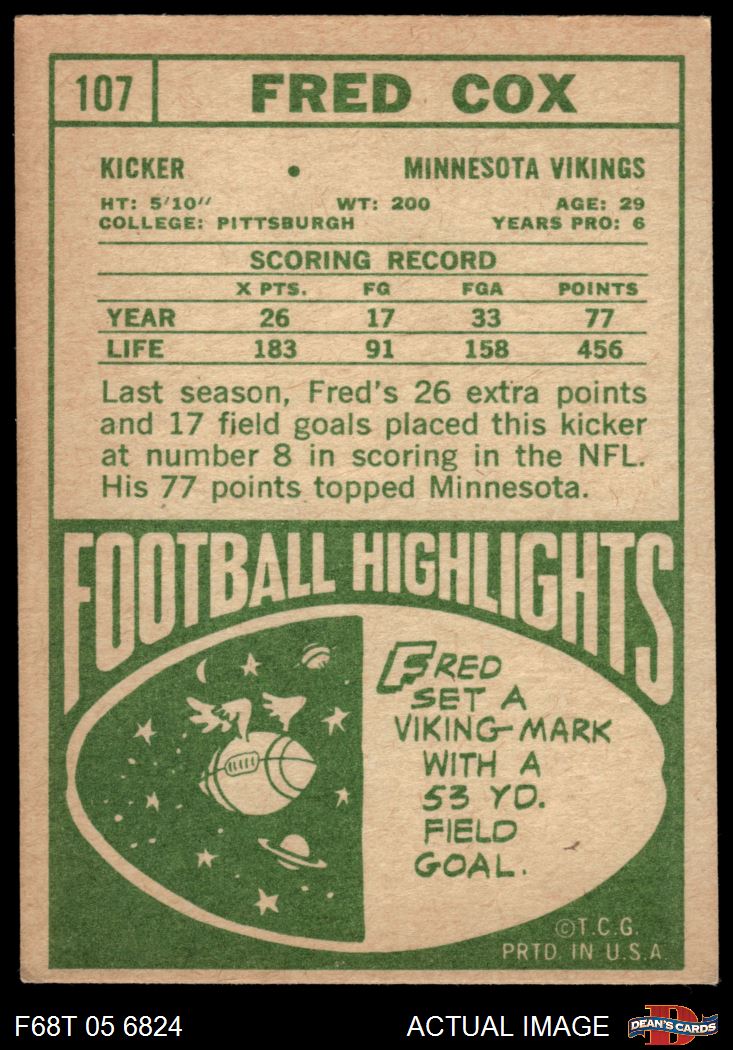 107 FRED COX
KICKER • MINNESOTA VIKINGS
HT: 5'10" WT: 200 AGE: 29
COLLEGE: PITTSBURGH YEARS PRO: 6
SCORING RECORD
X PTS. FG FGA POINTS
YEAR 26 17 33 77
LIFE 183 91 158 456
Last season, Fred's 26 extra points
and 17 field goals placed this kicker
at number 8 in scoring in the NFL.
His 77 points topped Minnesota.
FOOTBALL HIGHLIGHTS
FRED
SET A
VIKING MARK
WITH A
53 YD.
FIELD
GOAL.
©T.C.G.
PRTD. IN U.S.A.
F68T 05 6824 ACTUAL IMAGE DEAN'S CARDS